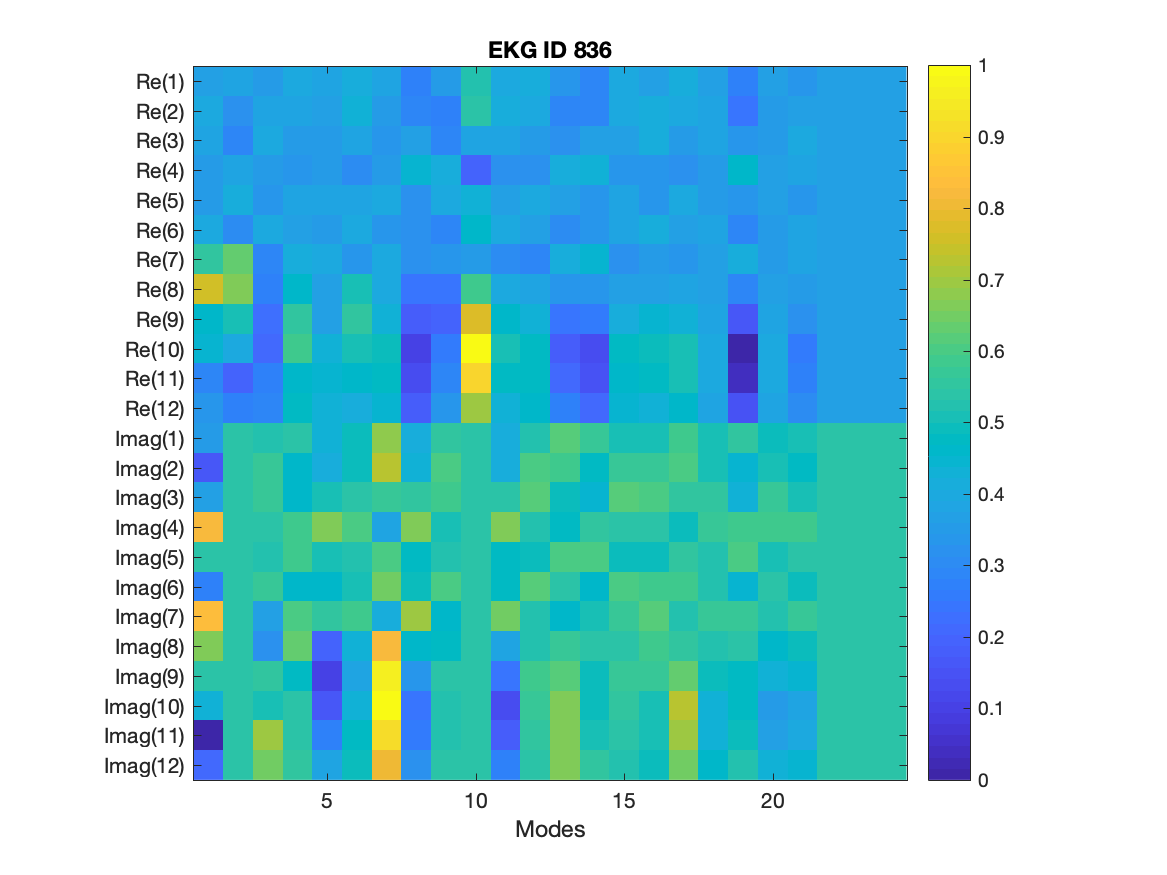 EKG ID 836
Re(1)
Re(2)
Re(3)
Re(4)
Re(5)
Re(6)
Re(7)
Re(8)
Re(9)
Re(10)
Re(11)
Re(12)
Imag(1)
Imag(2)
Imag(3)
Imag(4)
Imag(5)
Imag(6)
Imag(7)
Imag(8)
Imag(9)
Imag(10)
Imag(11)
Imag(12)
5 10 15 20
Modes
1
0.9
0.8
0.7
0.6
0.5
0.4
0.3
0.2
0.1
0